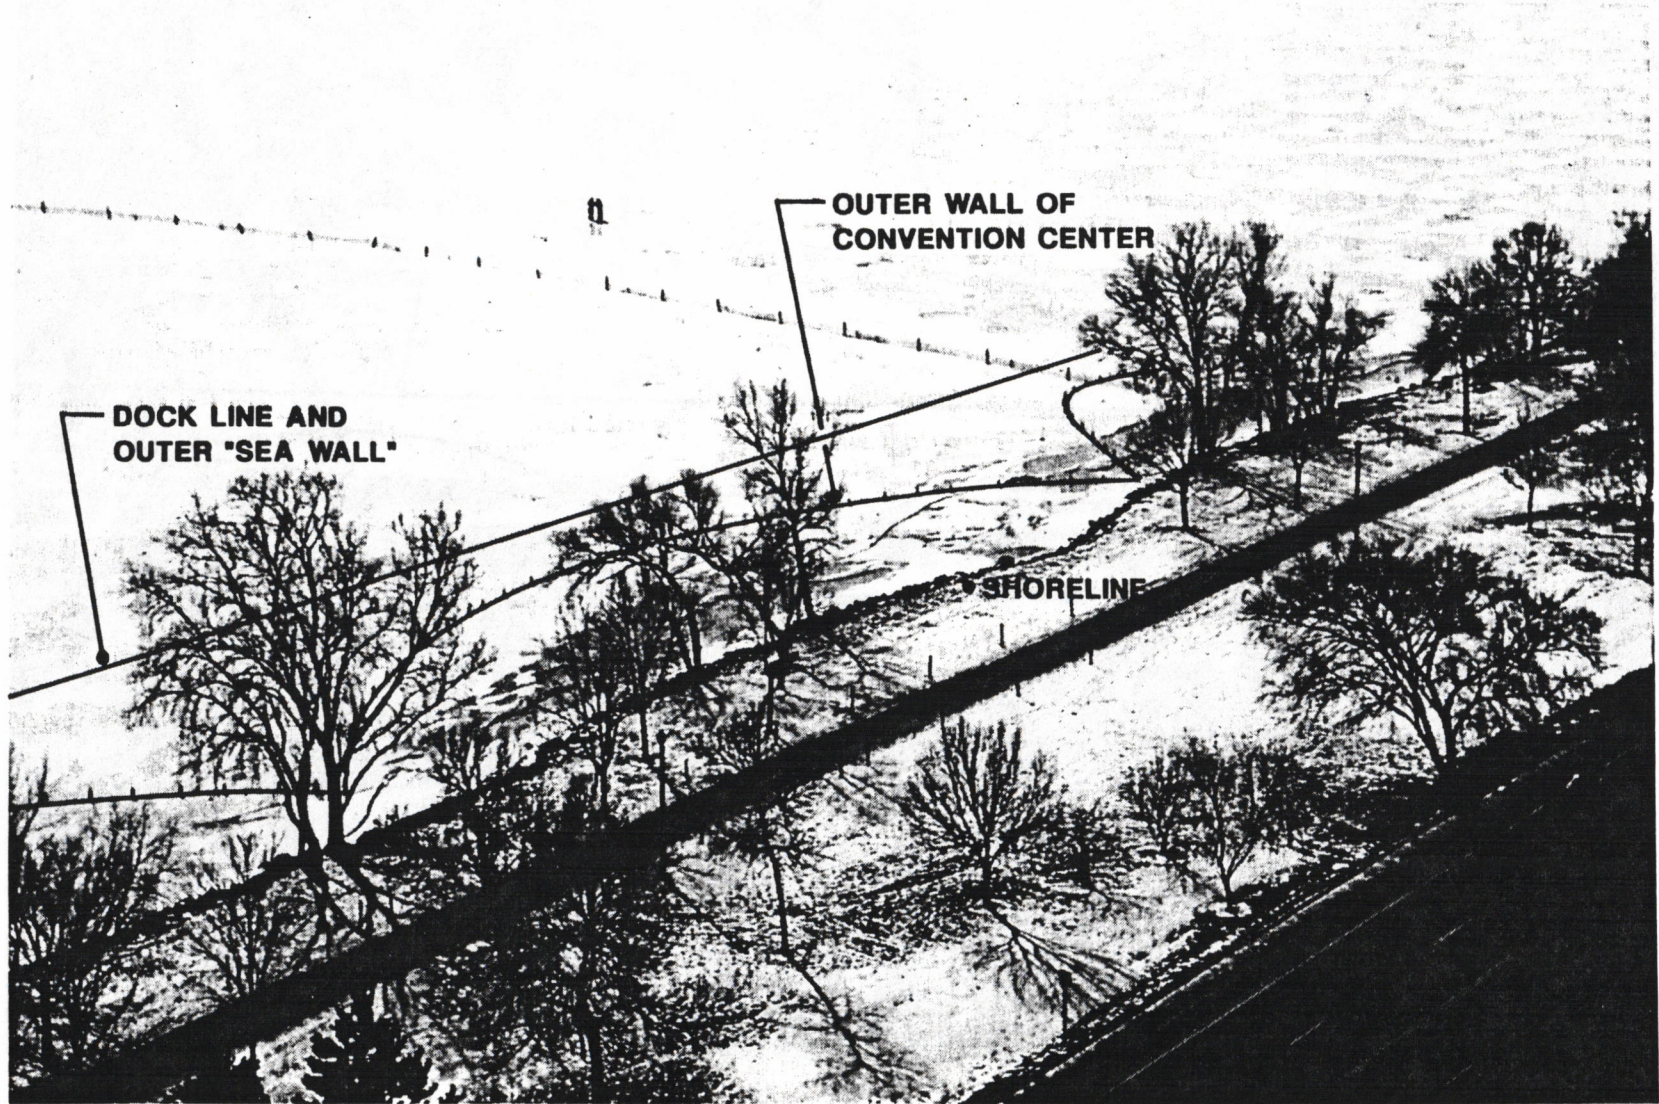 OUTER WALL OF
CONVENTION CENTER
DOCK LINE AND
OUTER "SEA WALL"
SHORELINE